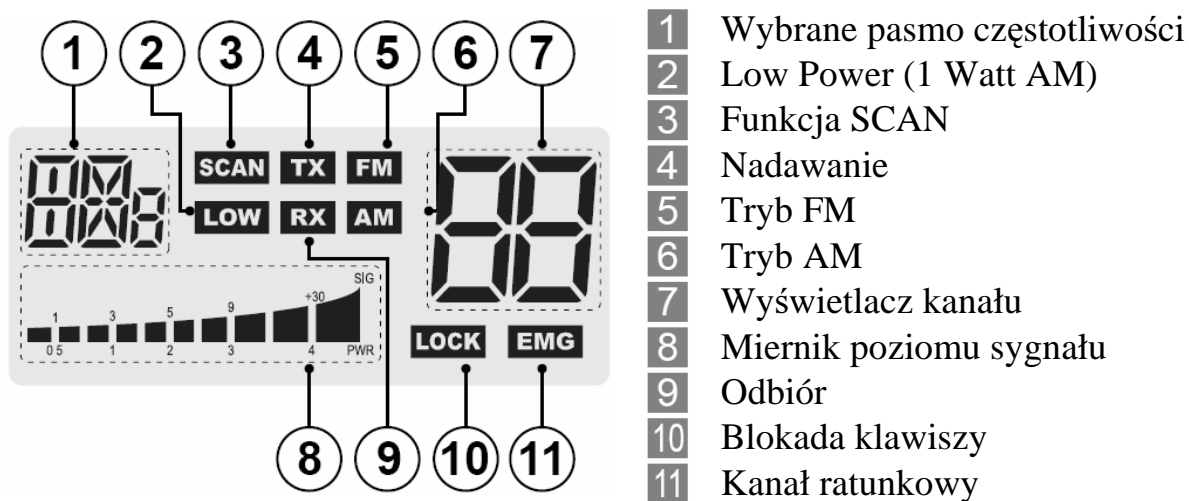 1 2 3 4 5 6 7
SCAN TX FM
LOW RX AM
SIG
1 3 5 9 +30
0 5 1 2 3 4 PWR
LOCK EMG
8 9 10 11
1 Wybrane pasmo częstotliwości
2 Low Power (1 Watt AM)
3 Funkcja SCAN
4 Nadawanie
5 Tryb FM
6 Tryb AM
7 Wyświetlacz kanału
8 Miernik poziomu sygnału
9 Odbiór
10 Blokada klawiszy
11 Kanał ratunkowy